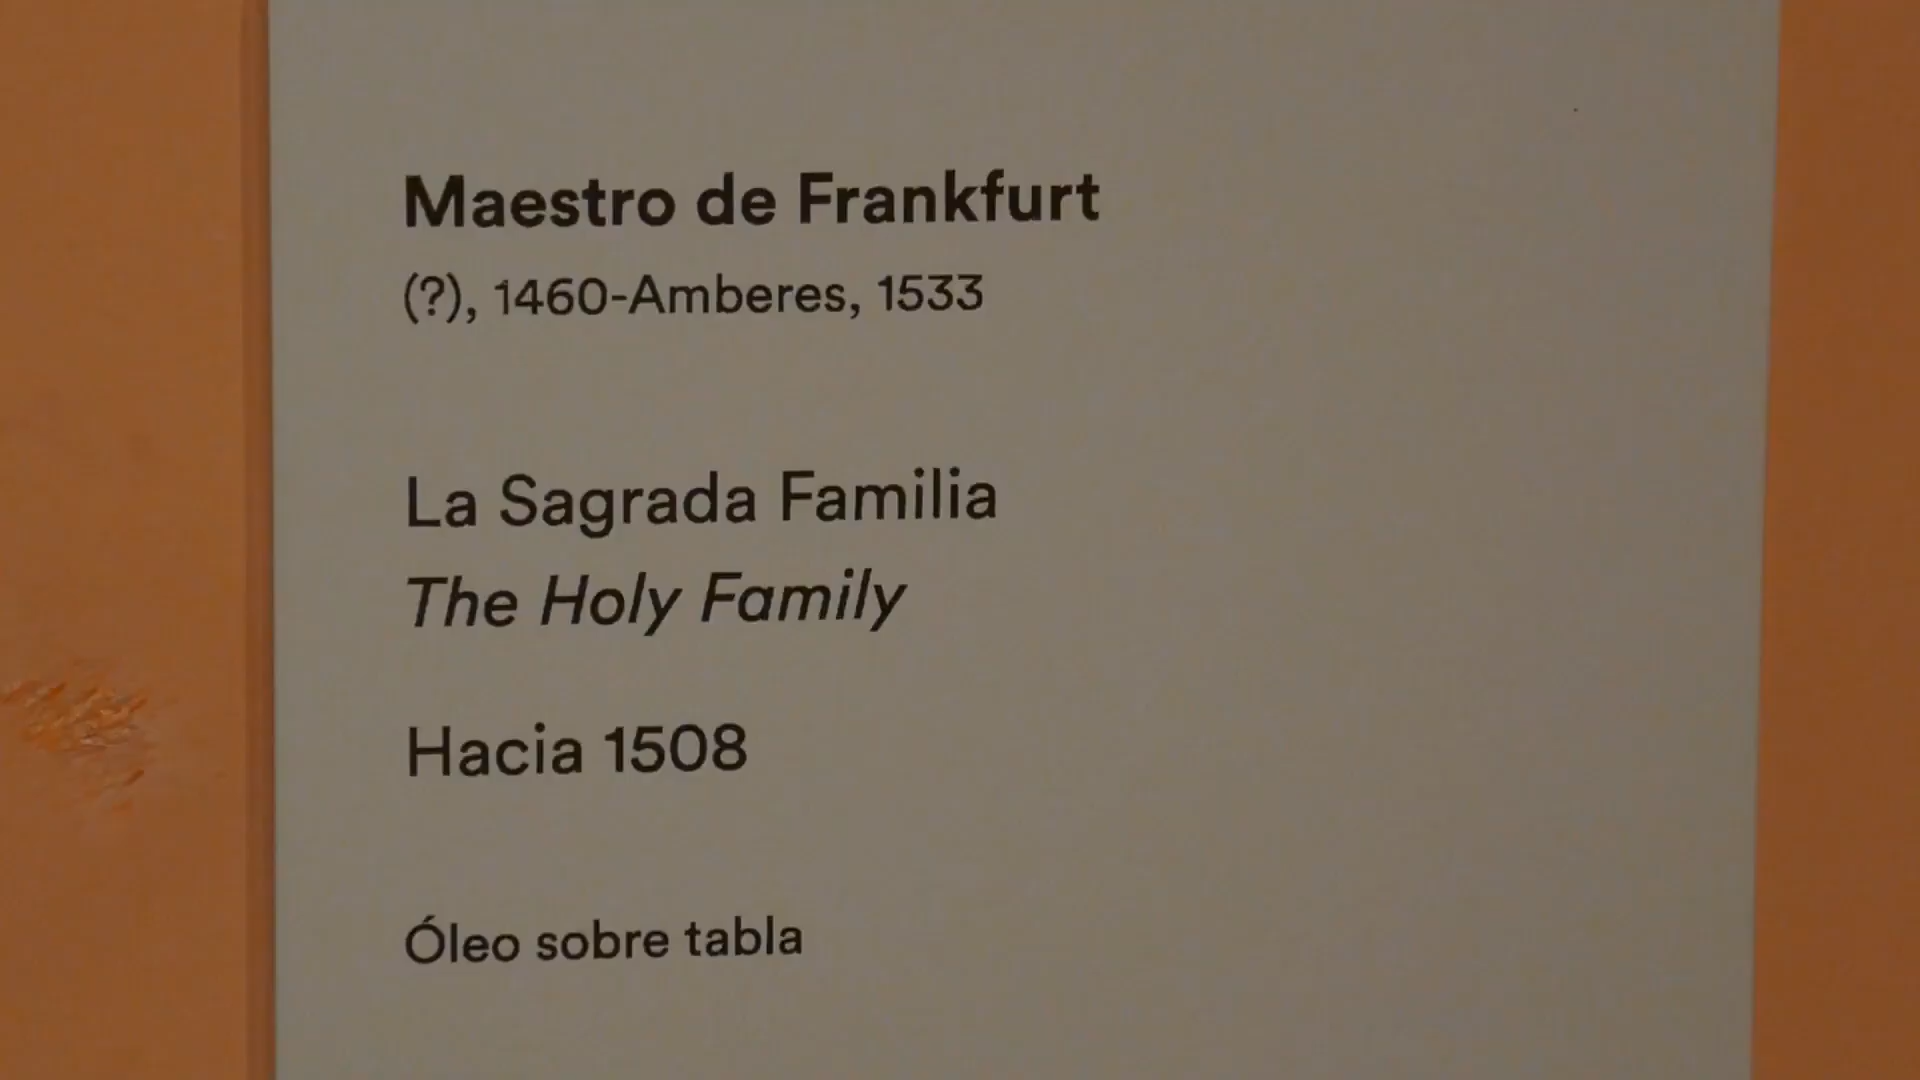 Maestro de Frankfurt
(?), 1460-Amberes, 1533
La Sagrada Familia
The Holy Family
Hacia 1508
Óleo sobre tabla